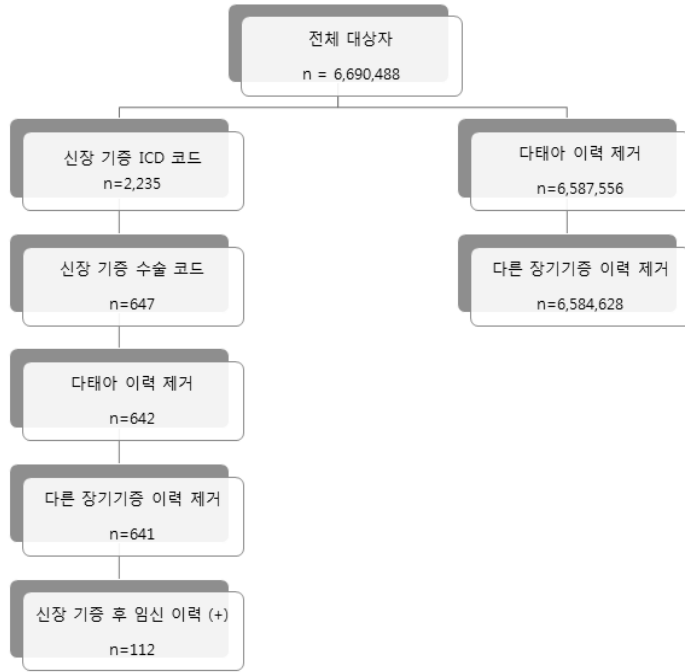 전체 대상자
n = 6,690,488
신장 기증 ICD 코드
n=2,235
신장 기증 수술 코드
n=647
다태아 이력 제거
n=642
다른 장기기증 이력 제거
n=641
신장 기증 후 임신 이력 (+)
n=112
다태아 이력 제거
n=6,587,556
다른 장기기증 이력 제거
n=6,584,628